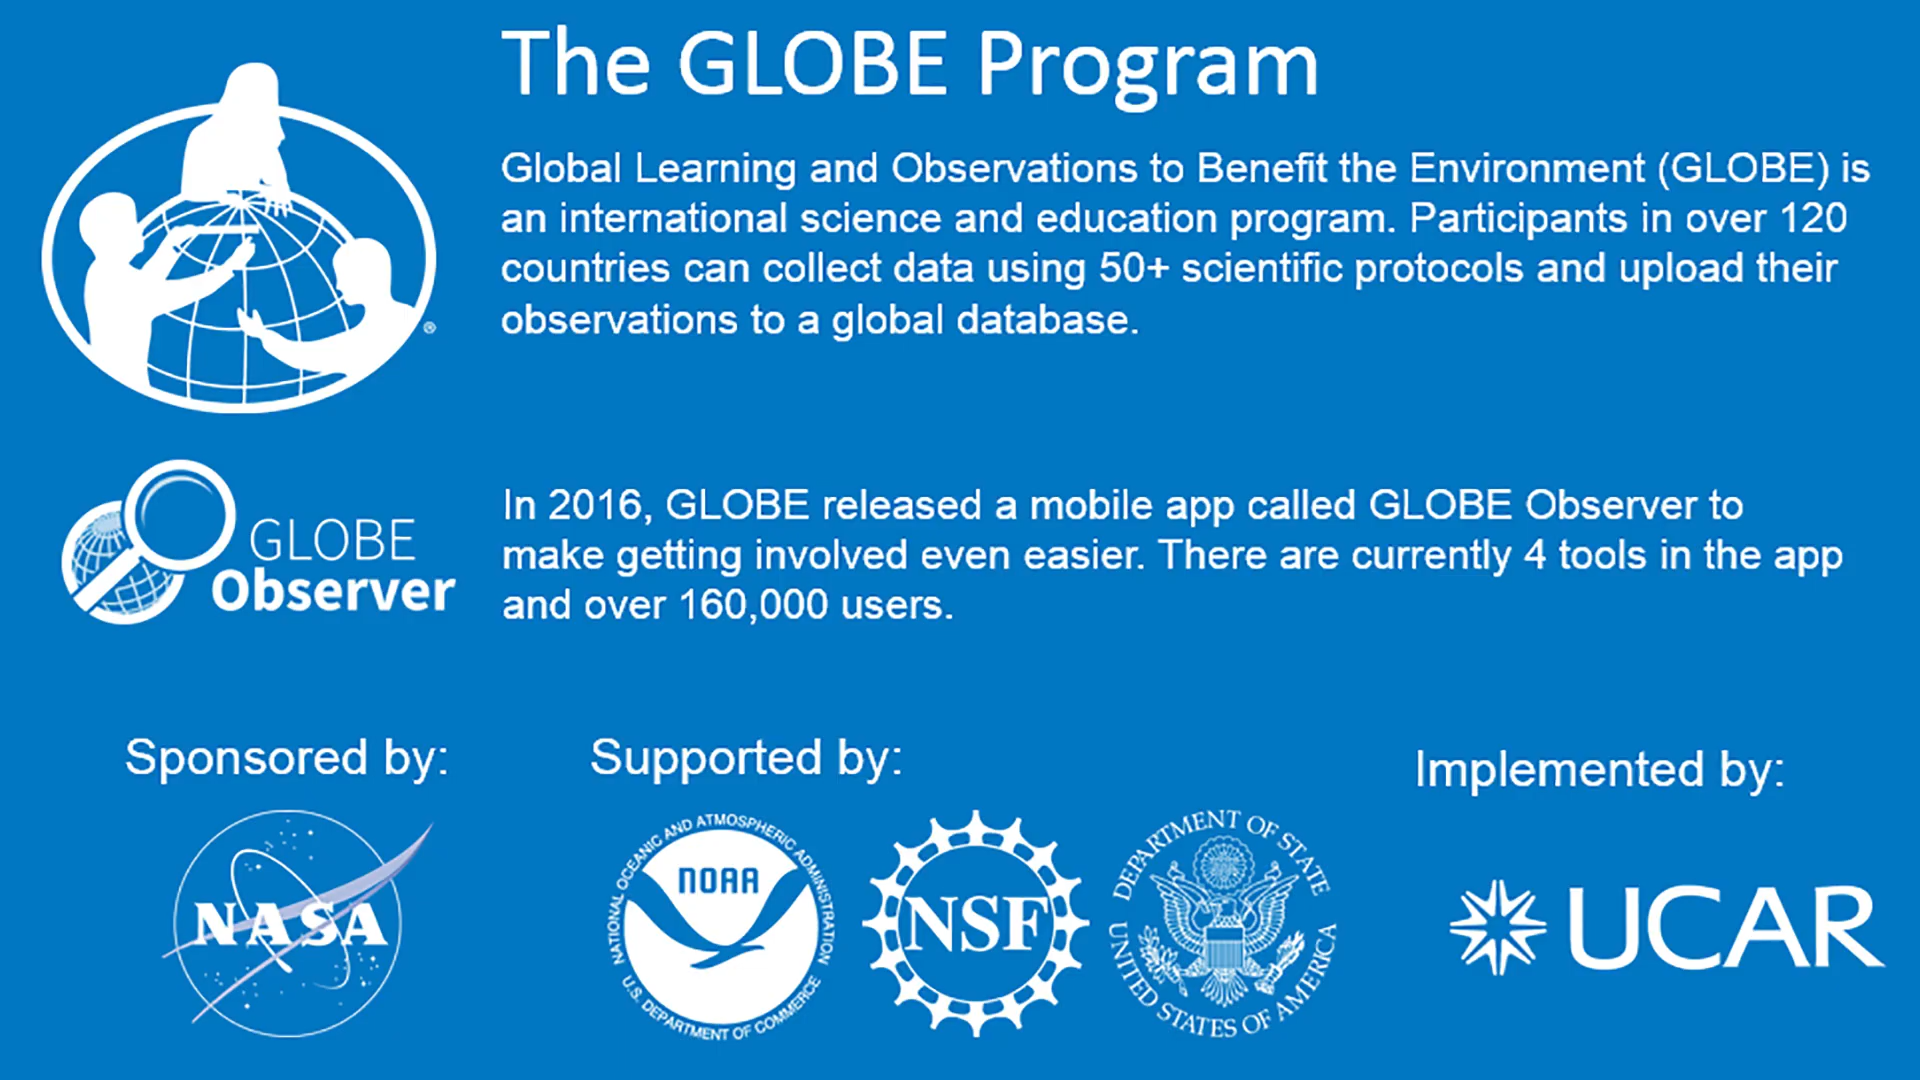 The GLOBE Program
Global Learning and Observations to Benefit the Environment (GLOBE) is
an international science and education program. Participants in over 120
countries can collect data using 50+ scientific protocols and upload their
observations to a global database.
®
GLOBE
Observer
In 2016, GLOBE released a mobile app called GLOBE Observer to
make getting involved even easier. There are currently 4 tools in the app
and over 160,000 users.
Sponsored by:
NASA
Supported by:
NATIONAL OCEANIC AND ATMOSPHERIC ADMINISTRATION
NOAA
U.S. DEPARTMENT OF COMMERCE
NSF
DEPARTMENT OF STATE
UNITED STATES OF AMERICA
Implemented by:
UCAR